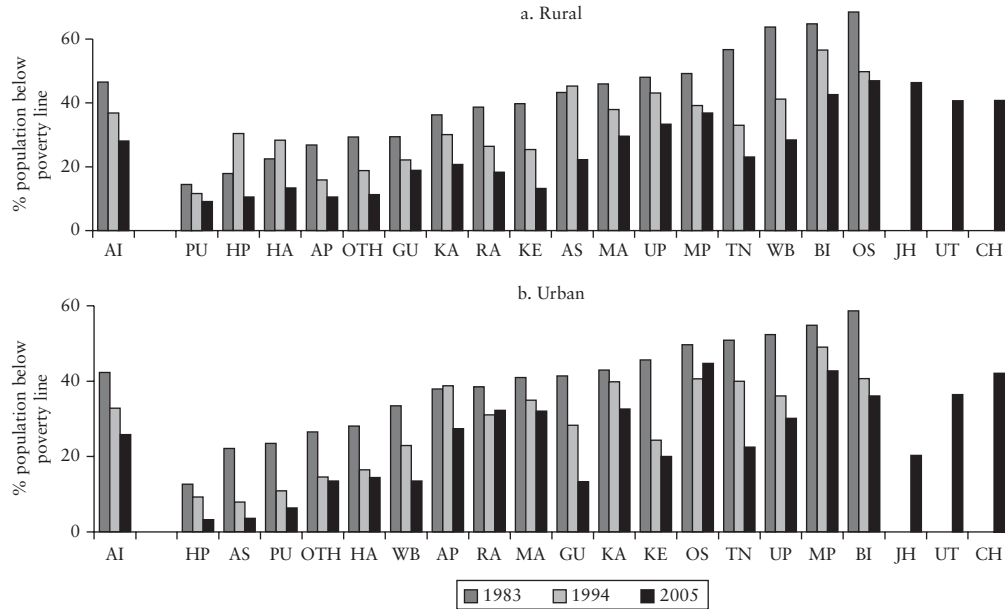 a. Rural
% population below
poverty line
60
40
20
0
AI PU HP HA AP OTH GU KA RA KE AS MA UP MP TN WB BI OS JH UT CH
b. Urban
% population below
poverty line
60
40
20
0
AI HP AS PU OTH HA WB AP RA MA GU KA KE OS TN UP MP BI JH UT CH
1983 1994 2005